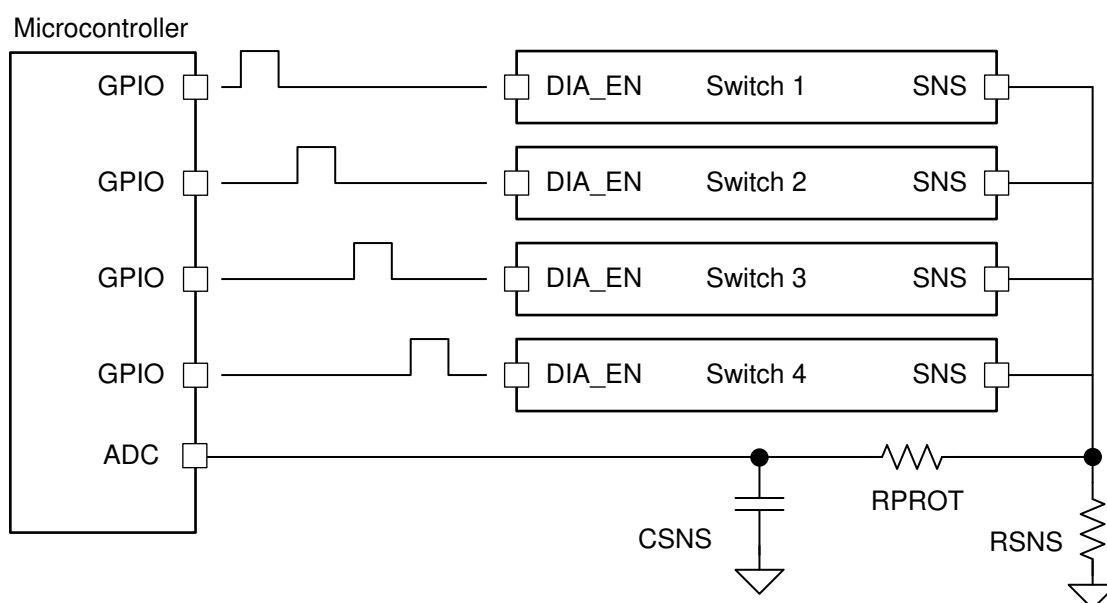 Microcontroller
GPIO DIA_EN Switch 1 SNS
GPIO DIA_EN Switch 2 SNS
GPIO DIA_EN Switch 3 SNS
GPIO DIA_EN Switch 4 SNS
ADC
RPROT
CSNS RSNS